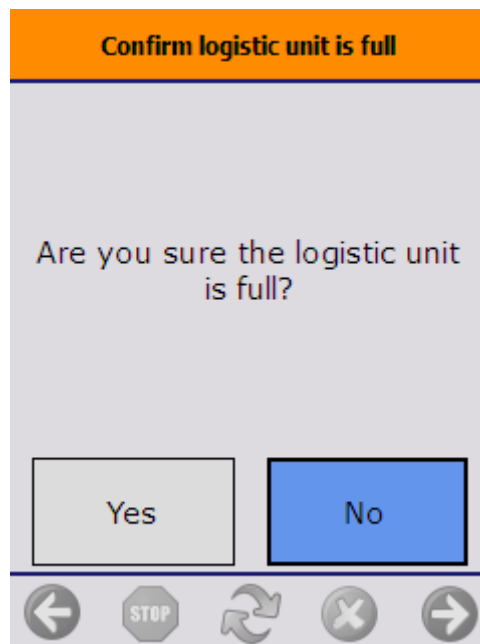 Confirm logistic unit is full
Are you sure the logistic unit
is full?
Yes
No
STOP